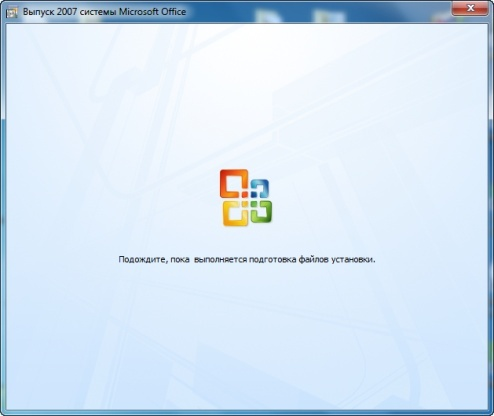 Выпуск 2007 системы Microsoft Office
Подождите, пока выполняется подготовка файлов установки.